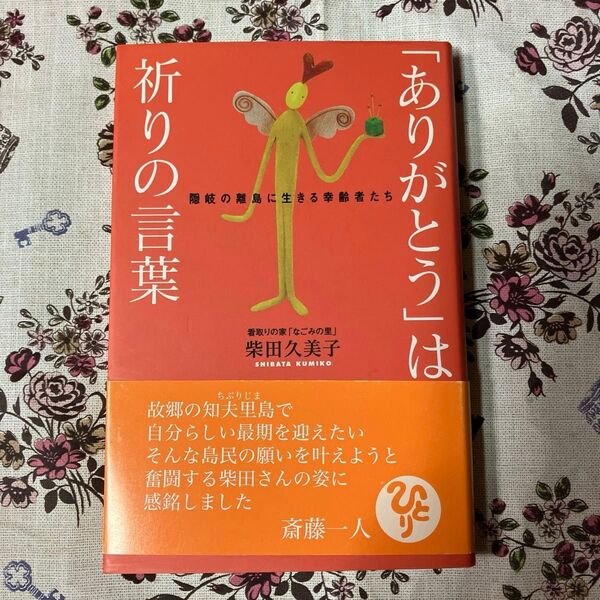 「ありがとう」は
祈りの言葉
隠岐の離島に生きる幸齢者たち
看取りの家「なごみの里」
柴田久美子
SHIBATA KUMIKO
ちぶりじま
故郷の知夫里島で
自分らしい最期を迎えたい
そんな島民の願いを叶えようと
奮闘する柴田さんの姿に
感銘しました
斎藤一人
ひとり